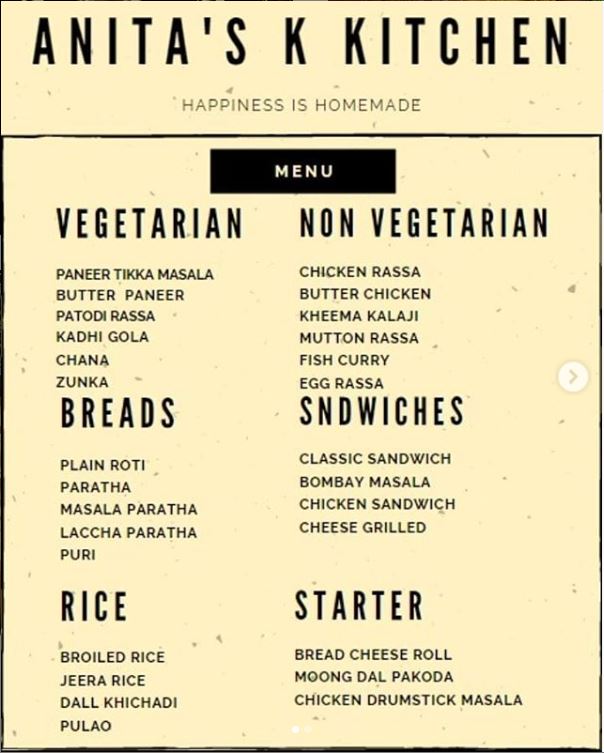 ANITA'S K KITCHEN
HAPPINESS IS HOMEMADE
MENU
VEGETARIAN
PANEER TIKKA MASALA
BUTTER PANEER
PATODI RASSA
KADHI GOLA
CHANA
ZUNKA
NON VEGETARIAN
CHICKEN RASSA
BUTTER CHICKEN
KHEEMA KALAJI
MUTTON RASSA
FISH CURRY
EGG RASSA
BREADS
PLAIN ROTI
PARATHA
MASALA PARATHA
LACCHA PARATHA
PURI
SNDWICHES
CLASSIC SANDWICH
BOMBAY MASALA
CHICKEN SANDWICH
CHEESE GRILLED
RICE
BROILED RICE
JEERA RICE
DALL KHICHADI
PULAO
STARTER
BREAD CHEESE ROLL
MOONG DAL PAKODA
CHICKEN DRUMSTICK MASALA